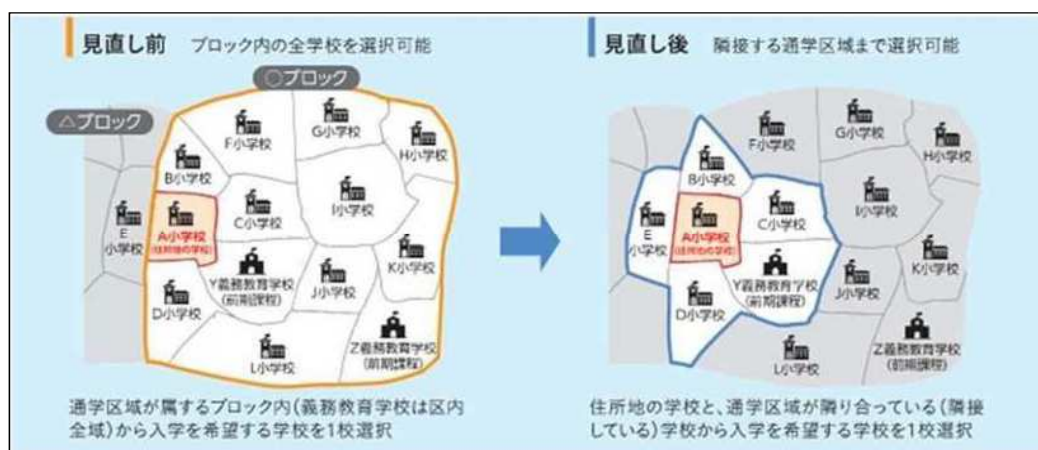 見直し前 ブロック内の全学校を選択可能
○ブロック
△ブロック
F小学校
G小学校
H小学校
B小学校
I小学校
C小学校
A小学校
(住所地の学校)
E
小学校
K小学校
Y義務教育学校
(前期課程)
J小学校
D小学校
Z義務教育学校
(前期課程)
L小学校
通学区域が属するブロック内(義務教育学校は区内
全域)から入学を希望する学校を1校選択
見直し後 隣接する通学区域まで選択可能
F小学校
G小学校
H小学校
B小学校
I小学校
C小学校
A小学校
(住所地の学校)
E
小学校
K小学校
Y義務教育学校
(前期課程)
J小学校
D小学校
Z義務教育学校
(前期課程)
L小学校
住所地の学校と、通学区域が隣り合っている(隣接
している)学校から入学を希望する学校を1校選択